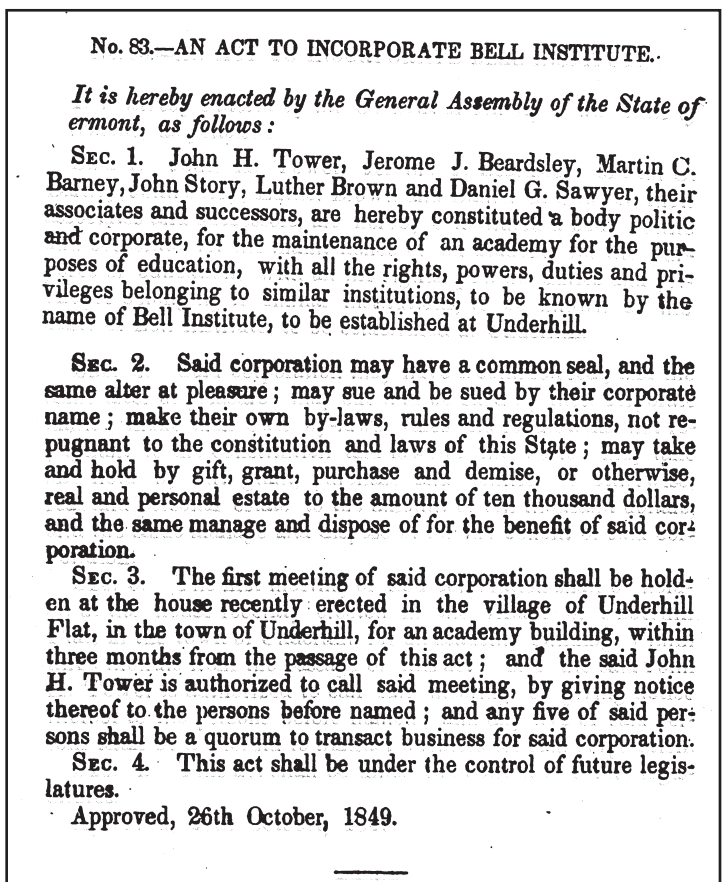 No. 83.—AN ACT TO INCORPORATE BELL INSTITUTE.
It is hereby enacted by the General Assembly of the State of
ermont, as follows:
SEC. 1. John H. Tower, Jerome J. Beardsley, Martin C.
Barney, John Story, Luther Brown and Daniel G. Sawyer, their
associates and successors, are hereby constituted a body politic
and corporate, for the maintenance of an academy for the pur-
poses of education, with all the rights, powers, duties and pri-
vileges belonging to similar institutions, to be known by the
name of Bell Institute, to be established at Underhill.
SEC. 2. Said corporation may have a common seal, and the
same alter at pleasure; may sue and be sued by their corporate
name; make their own by-laws, rules and regulations, not re-
pugnant to the constitution and laws of this State; may take
and hold by gift, grant, purchase and demise, or otherwise,
real and personal estate to the amount of ten thousand dollars,
and the same manage and dispose of for the benefit of said cor-
poration.
SEC. 3. The first meeting of said corporation shall be hold-
en at the house recently erected in the village of Underhill
Flat, in the town of Underhill, for an academy building, within
three months from the passage of this act; and the said John
H. Tower is authorized to call said meeting, by giving notice
thereof to the persons before named; and any five of said per-
sons shall be a quorum to transact business for said corporation.
SEC. 4. This act shall be under the control of future legis-
latures.
Approved, 26th October, 1849.